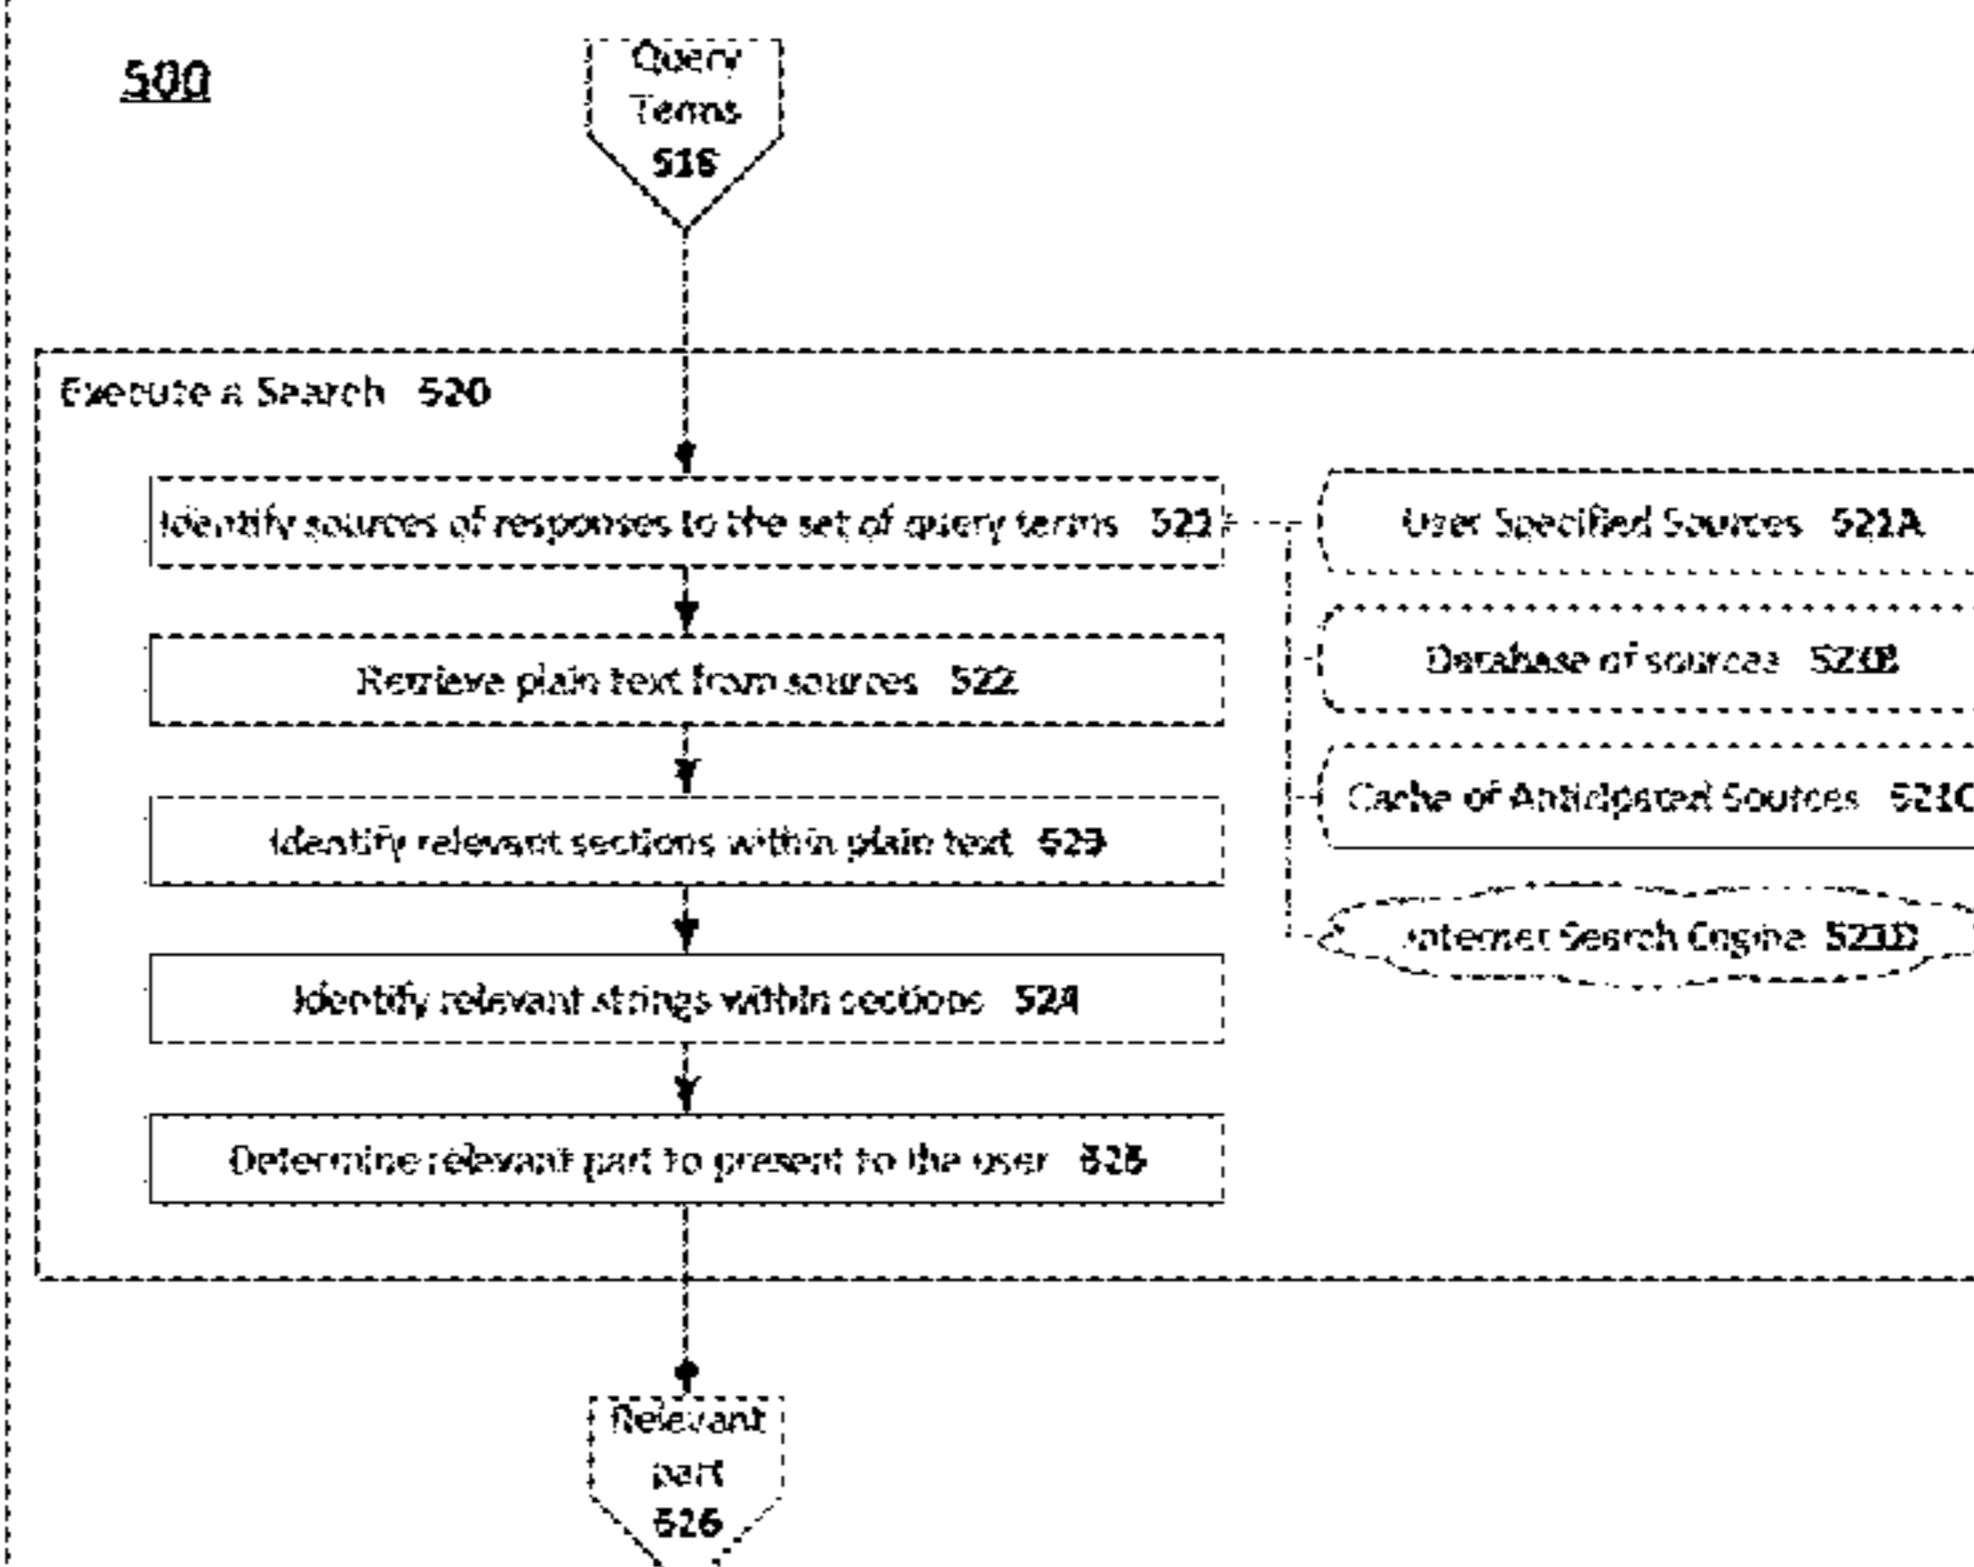 500
Query
Terms
516
Execute a Search 520
Identify sources of responses to the set of query terms 521
User Specified Sources 521A
Retrieve plain text from sources 522
Database of sources 521B
Cache of Anticipated Sources 521C
Identify relevant sections within plain text 523
Internet Search Engine 521D
Identify relevant strings within sections 524
Determine relevant part to present to the user 525
Relevant
part
526